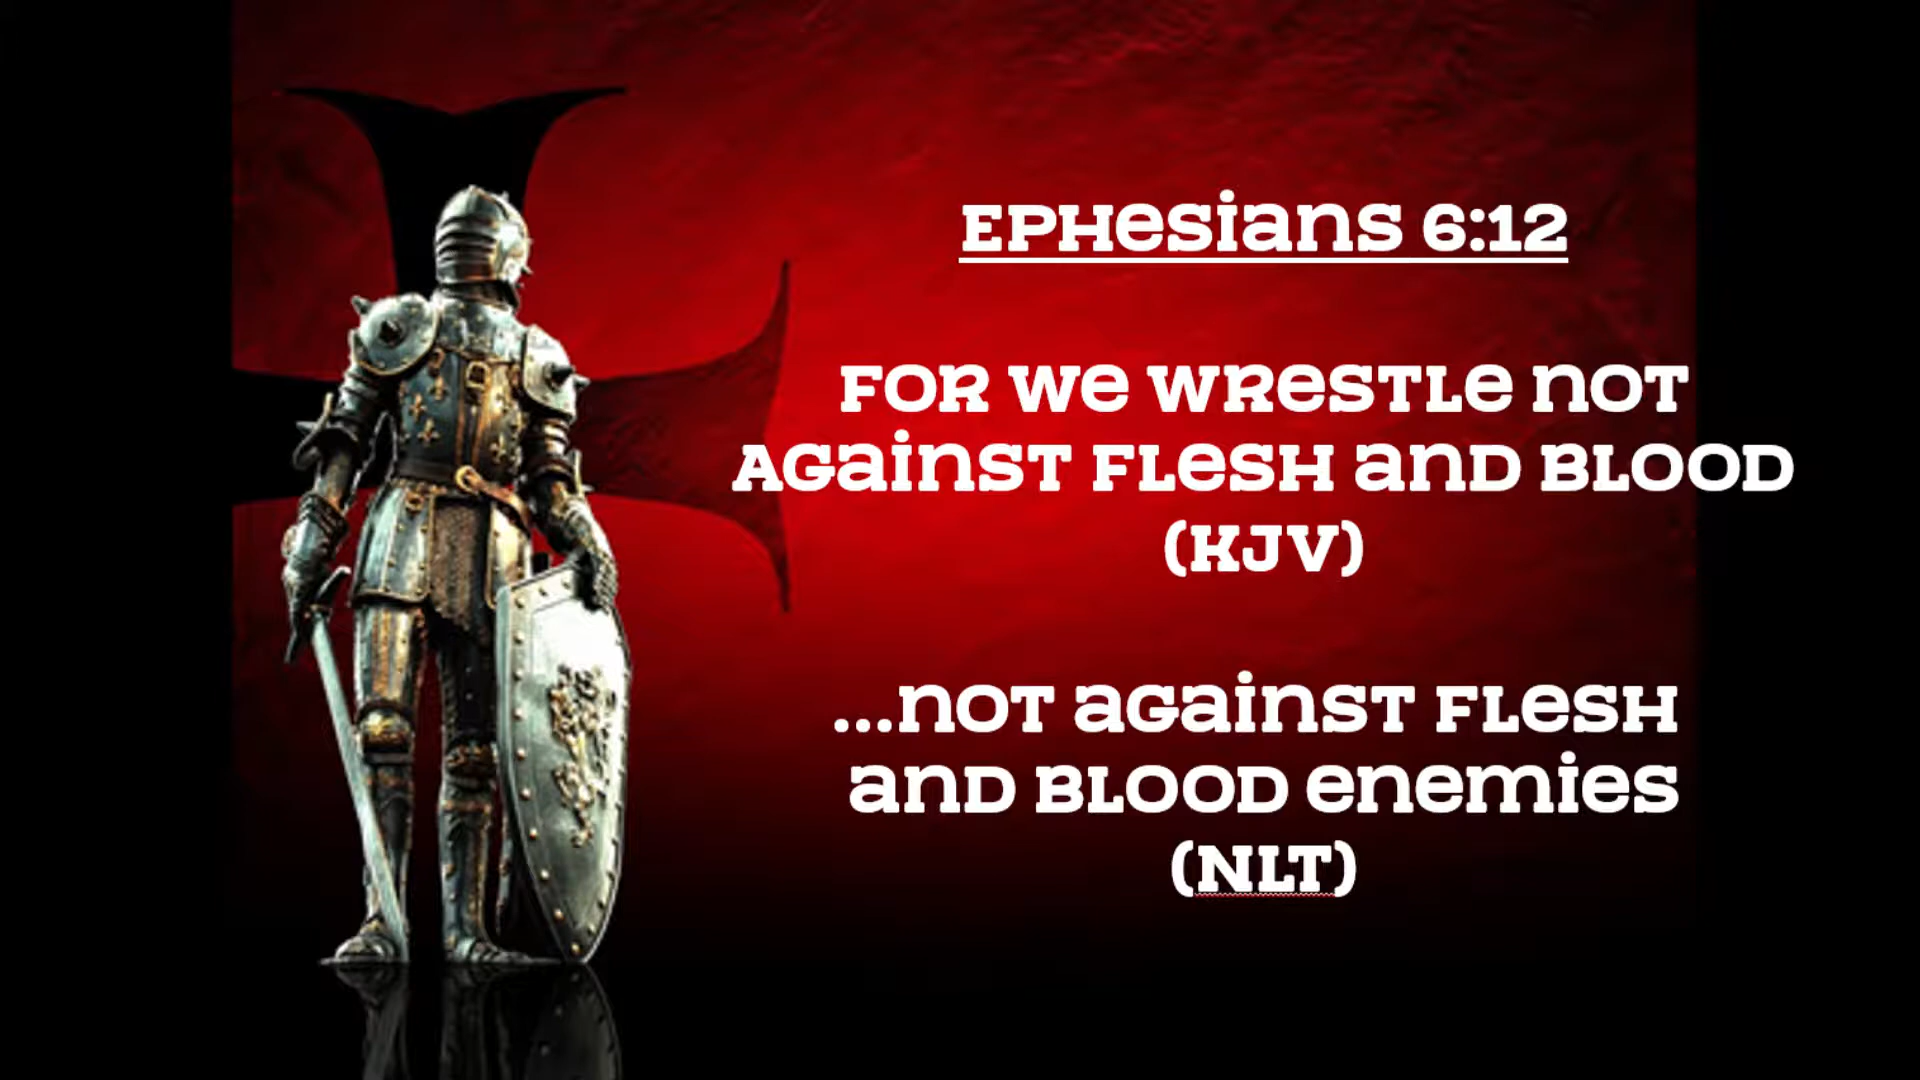 Ephesians 6:12
For we wrestle not
against flesh and blood
(KJV)
...not against flesh
and blood enemies
(NLT)